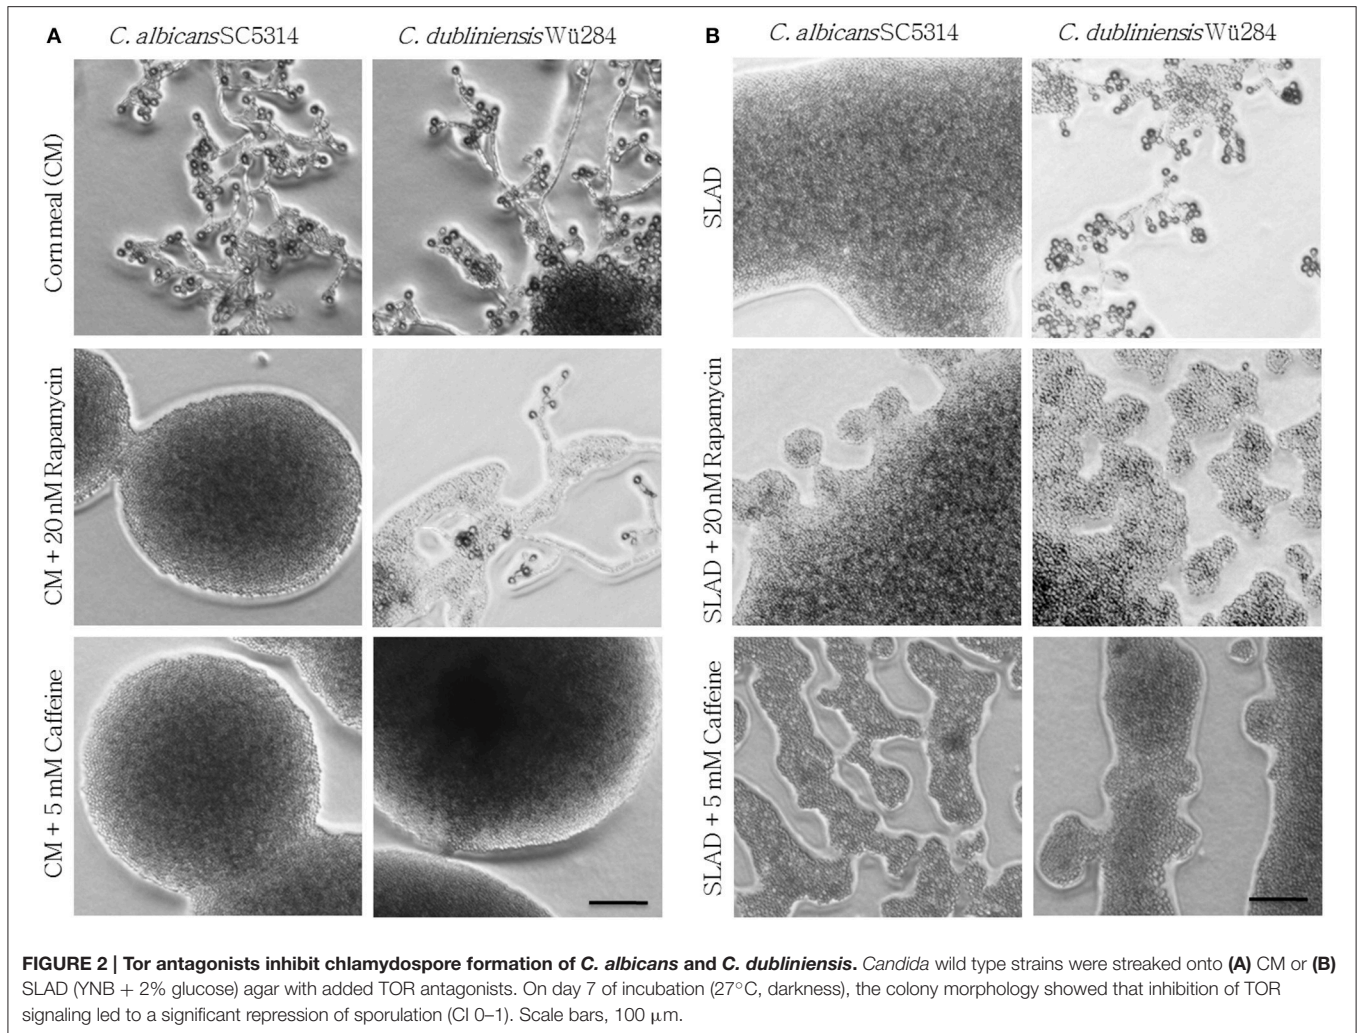 A
C. albicans SC5314
C. dubliniensis Wü284
B
C. albicans SC5314
C. dubliniensis Wü284
Cornmeal (CM)
CM + 20 nM Rapamycin
CM + 5 mM Caffeine
SLAD
SLAD + 20 nM Rapamycin
SLAD + 5 mM Caffeine
FIGURE 2 | Tor antagonists inhibit chlamydospore formation of C. albicans and C. dubliniensis. Candida wild type strains were streaked onto (A) CM or (B)
SLAD (YNB + 2% glucose) agar with added TOR antagonists. On day 7 of incubation (27°C, darkness), the colony morphology showed that inhibition of TOR
signaling led to a significant repression of sporulation (CI 0–1). Scale bars, 100 μm.